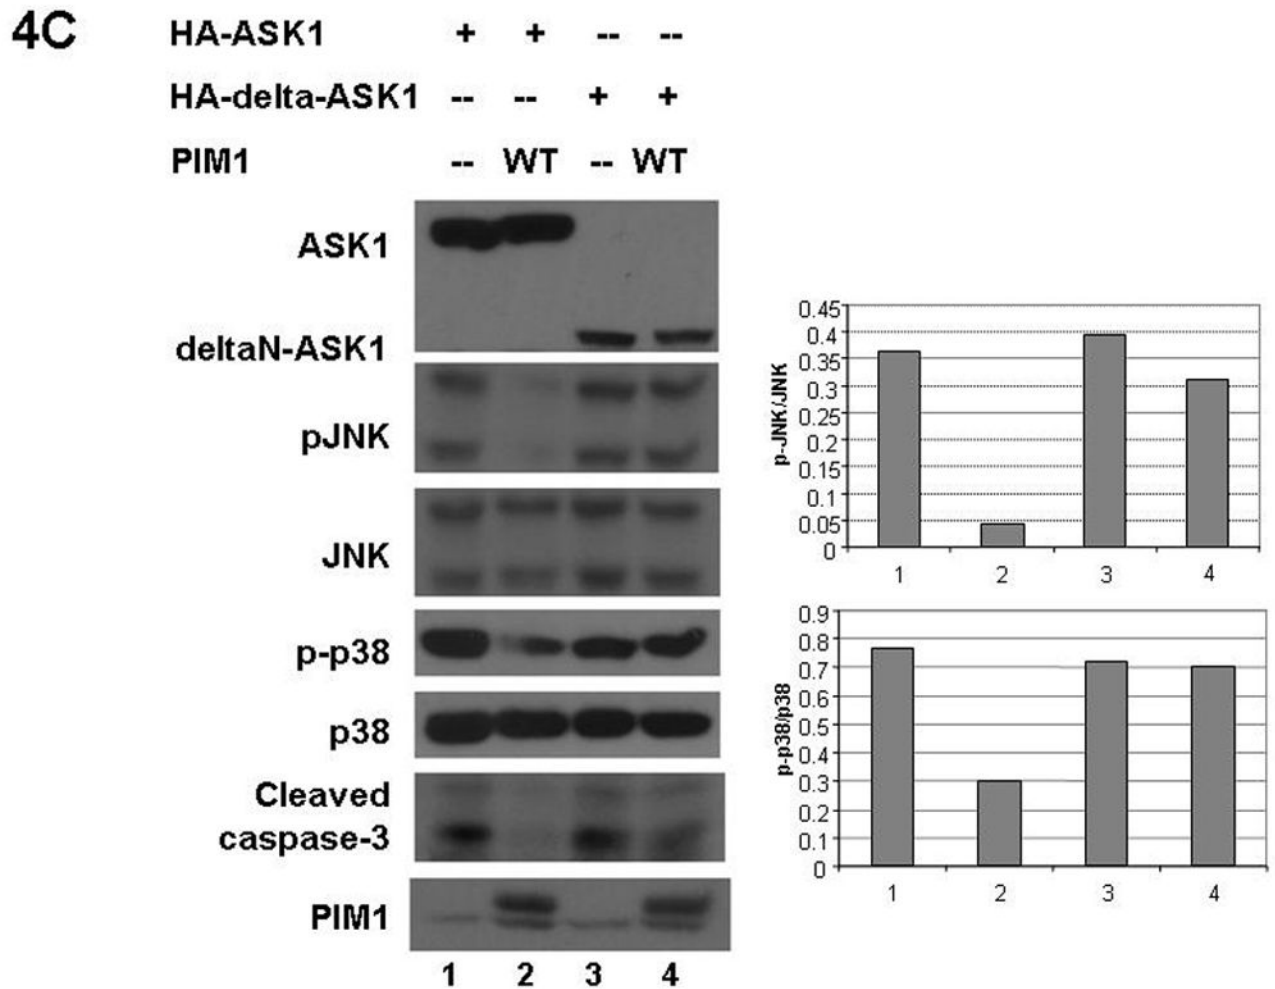 4C
HA-ASK1 + + -- --
HA-delta-ASK1 -- -- + +
PIM1 -- WT -- WT
ASK1
deltaN-ASK1
pJNK
JNK
p-p38
p38
Cleaved
caspase-3
PIM1
1 2 3 4
p-JNK/JNK
0.45
0.4
0.35
0.3
0.25
0.2
0.15
0.1
0.05
0
1 2 3 4
p-p38/p38
0.9
0.8
0.7
0.6
0.5
0.4
0.3
0.2
0.1
0
1 2 3 4